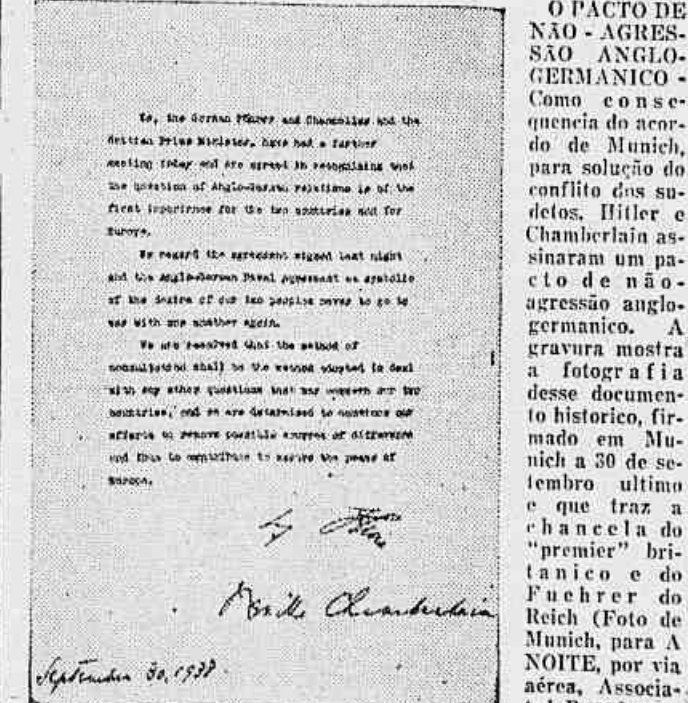 We, the German Führer and Chancellor and the
British Prime Minister, have had a further
meeting today and are agreed in recognising that
the question of Anglo-German relations is of the
first importance for the two countries and for
Europe.
We regard the agreement signed last night
and the Anglo-German Naval Agreement as symbolic
of the desire of our two peoples never to go to
war with one another again.
We are resolved that the method of
consultation shall be the method adopted to deal
with any other questions that may concern our two
countries, and we are determined to continue our
efforts to remove possible sources of difference
and thus to contribute to assure the peace of
Europe.
Neville Chamberlain
September 30, 1938.
O PACTO DE
NÃO - AGRES-
SÃO ANGLO-
GERMANICO -
Como conse-
quencia do acor-
do de Munich,
para solução do
conflito dos su-
detos, Hitler e
Chamberlain as-
sinaram um pa-
cto de não-
agressão anglo-
germanico. A
gravura mostra
a fotografia
desse documen-
to historico, fir-
mado em Mu-
nich a 30 de se-
tembro ultimo
e que traz a
chancela do
"premier" bri-
tanico e do
Fuehrer do
Reich (Foto de
Munich, para A
NOITE, por via
aérea, Associa-